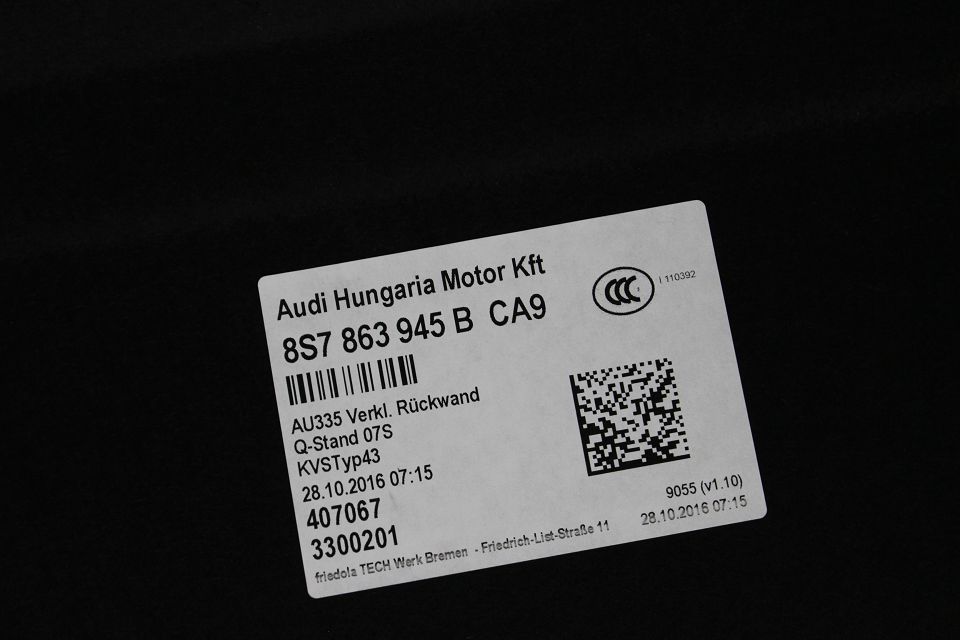 Audi Hungaria Motor Kft
I 110392
8S7 863 945 B CA9
AU335 Verkl. Rückwand
Q-Stand 07S
KVSTyp43
28.10.2016 07:15
407067
3300201
friedola TECH Werk Bremen - Friedrich-List-Straße 11
9055 (v1.10)
28.10.2016 07:15